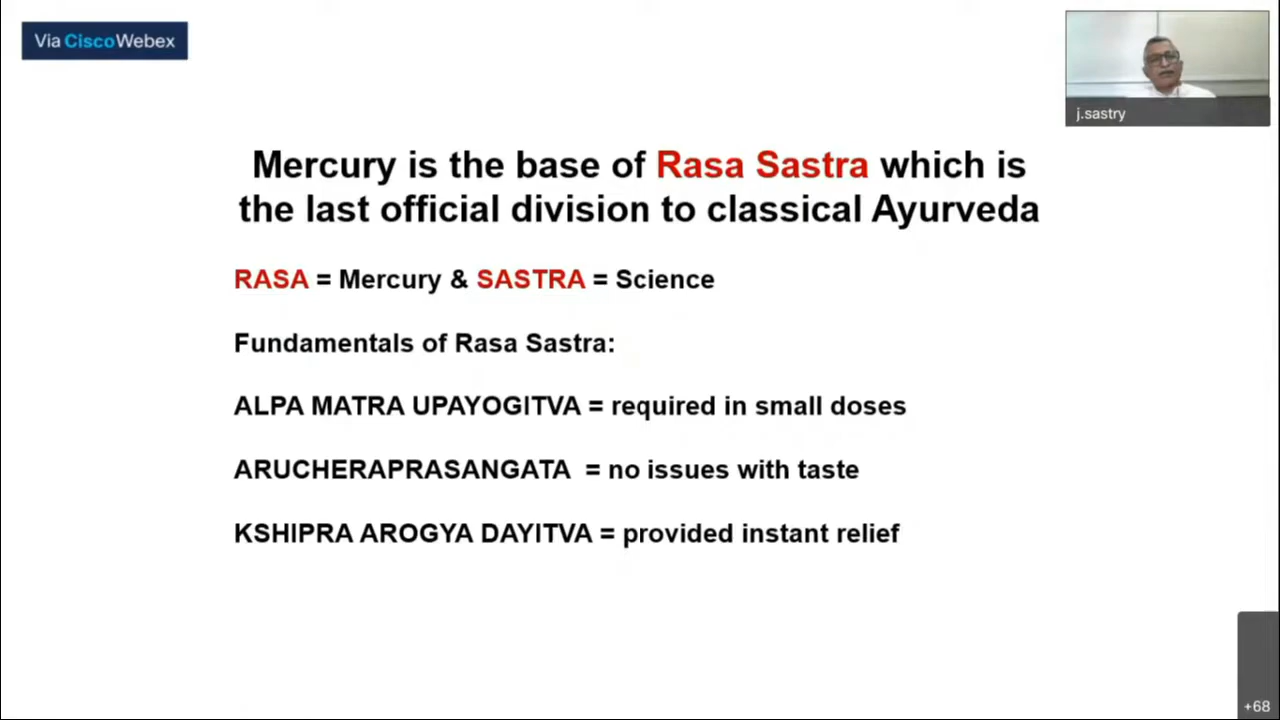 Via CiscoWebex
j.sastry
Mercury is the base of Rasa Sastra which is
the last official division to classical Ayurveda
RASA = Mercury & SASTRA = Science
Fundamentals of Rasa Sastra:
ALPA MATRA UPAYOGITVA = required in small doses
ARUCHERAPRASANGATA = no issues with taste
KSHIPRA AROGYA DAYITVA = provided instant relief
+68